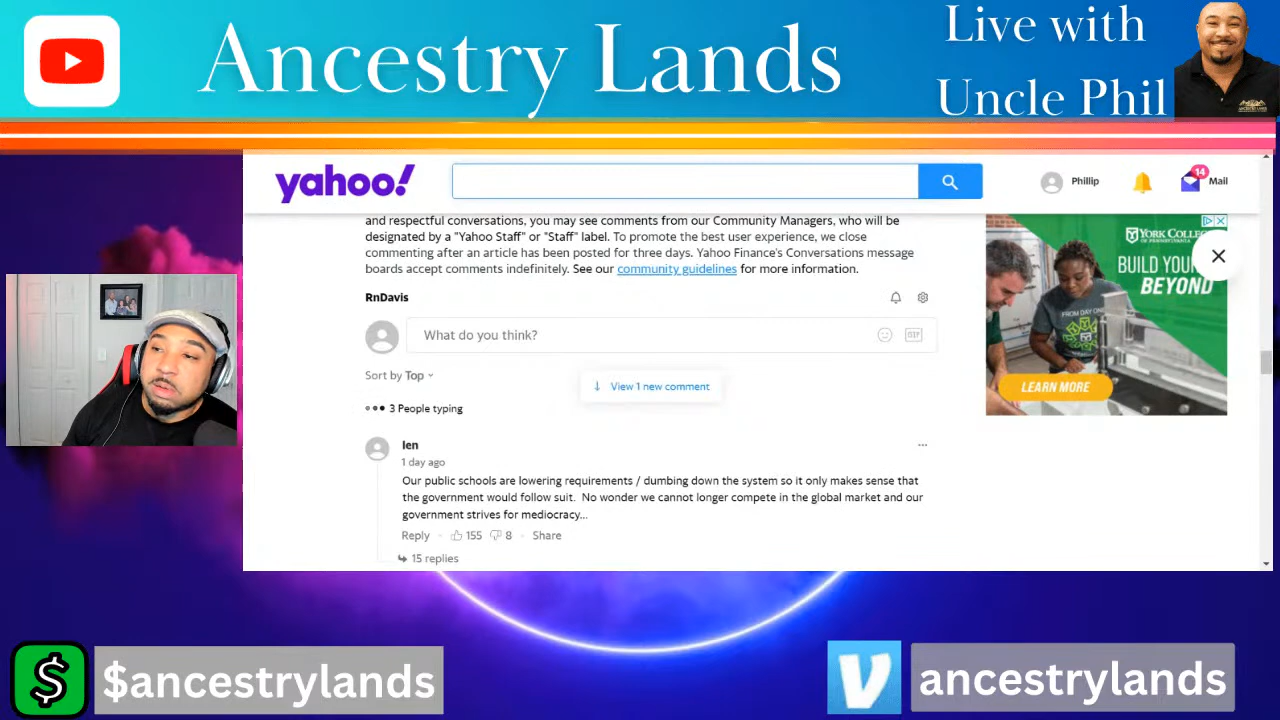 Ancestry Lands
Live with
Uncle Phil
yahoo!
Phillip
14
Mail
and respectful conversations, you may see comments from our Community Managers, who will be
designated by a "Yahoo Staff" or "Staff" label. To promote the best user experience, we close
commenting after an article has been posted for three days. Yahoo Finance's Conversations message
boards accept comments indefinitely. See our community guidelines for more information.
RnDavis
What do you think?
GIF
Sort by Top
↓ View 1 new comment
3 People typing
len
1 day ago
Our public schools are lowering requirements / dumbing down the system so it only makes sense that
the government would follow suit. No wonder we cannot longer compete in the global market and our
government strives for mediocracy...
Reply 155 8 Share
15 replies
YORK
BUILD
BEYOND
FROM DAY
LEARN MORE
$ancestrylands
ancestrylands